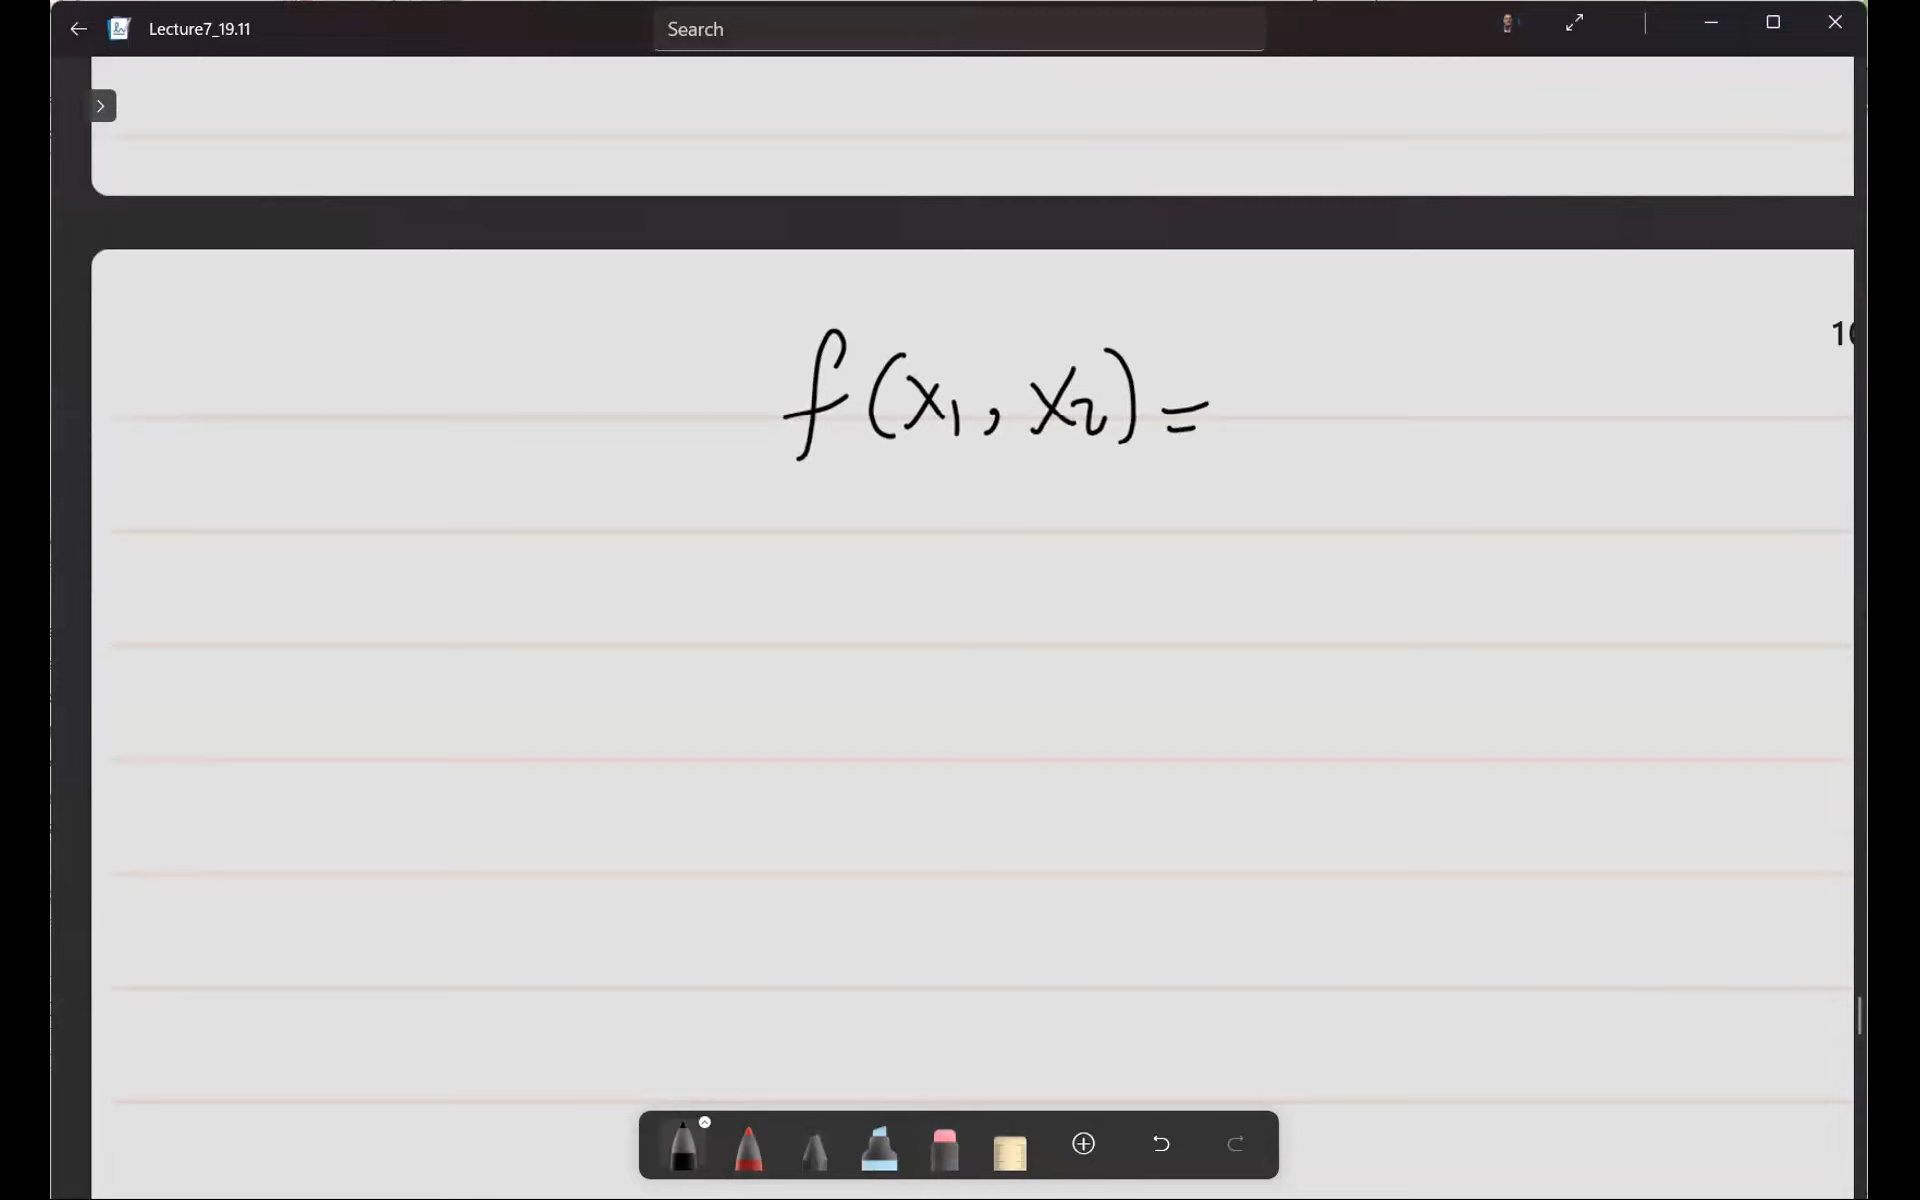 Lecture7_19.11
Search
f(x₁, x₂) =